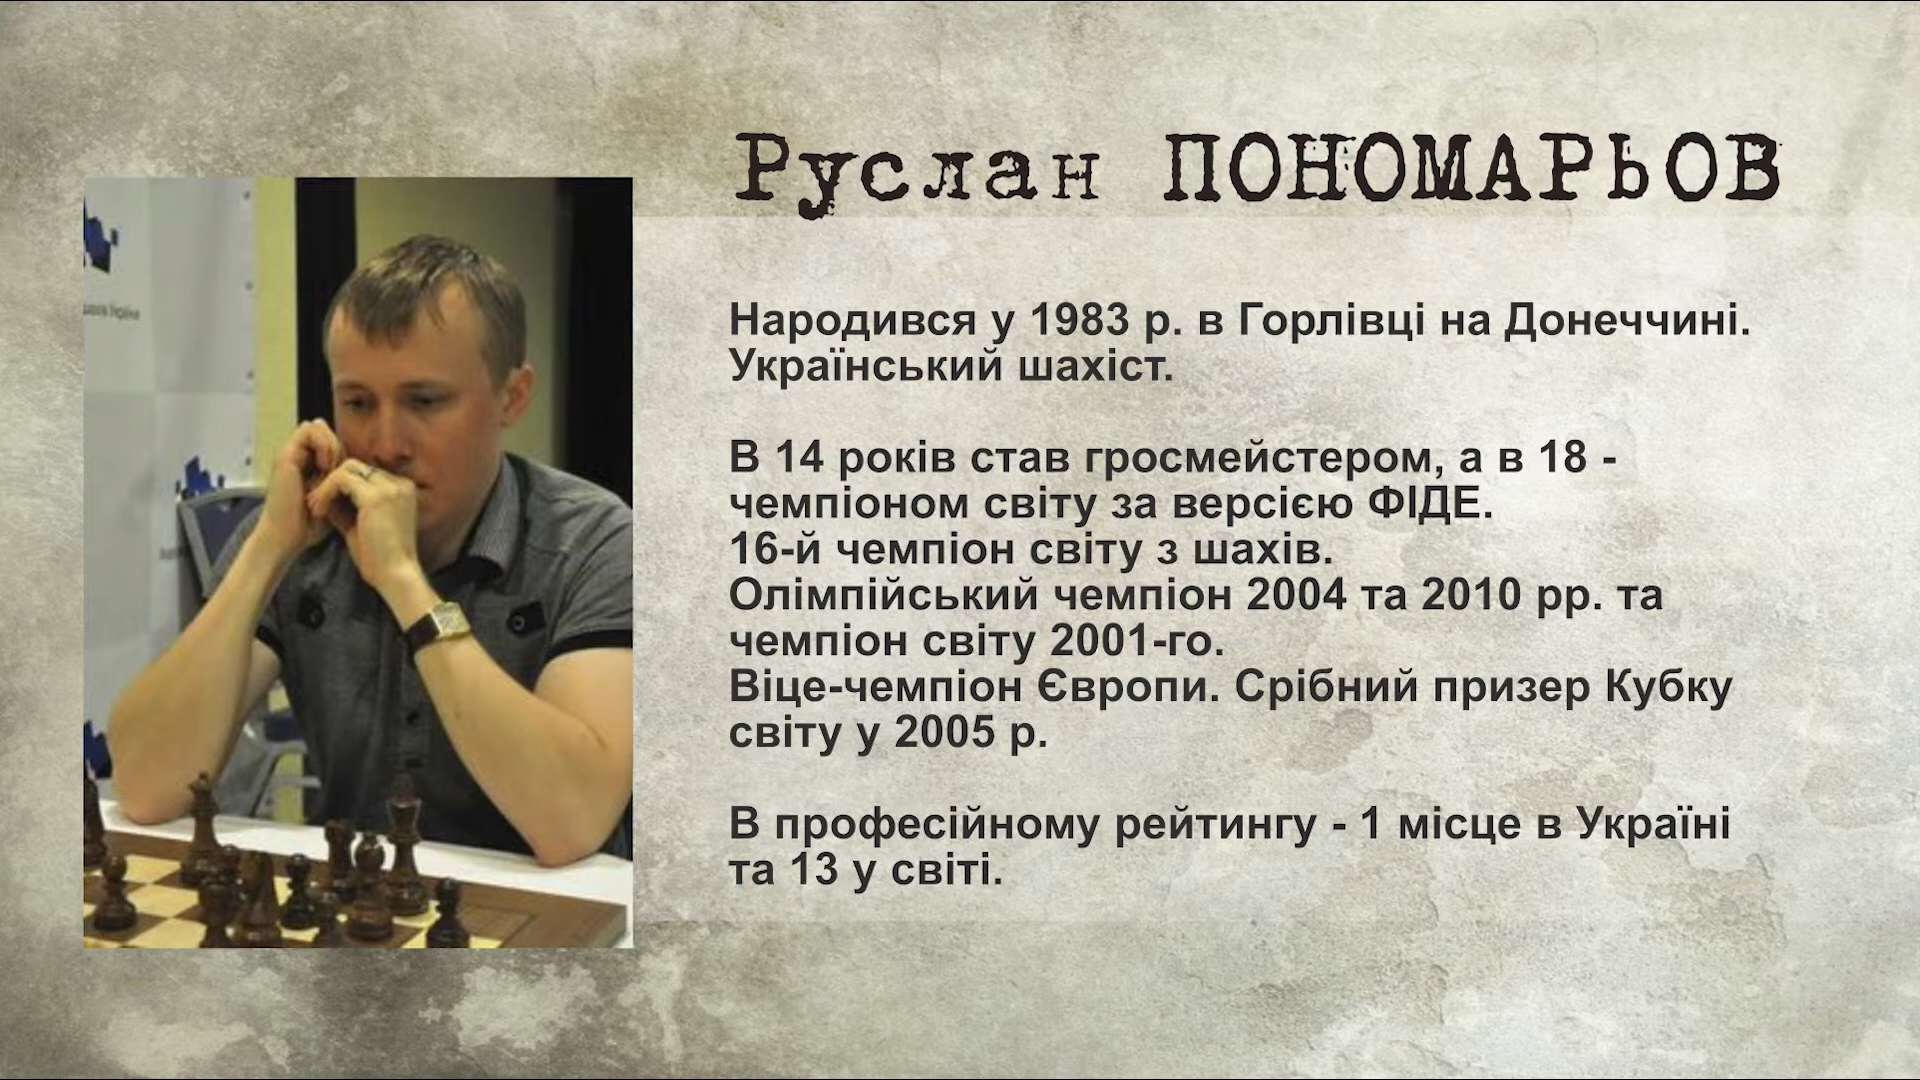 Руслан ПОНОМАРЬОВ
Народився у 1983 р. в Горлівці на Донеччині.
Український шахіст.
В 14 років став гросмейстером, а в 18 -
чемпіоном світу за версією ФІДЕ.
16-й чемпіон світу з шахів.
Олімпійський чемпіон 2004 та 2010 рр. та
чемпіон світу 2001-го.
Віце-чемпіон Європи. Срібний призер Кубку
світу у 2005 р.
В професійному рейтингу - 1 місце в Україні
та 13 у світі.